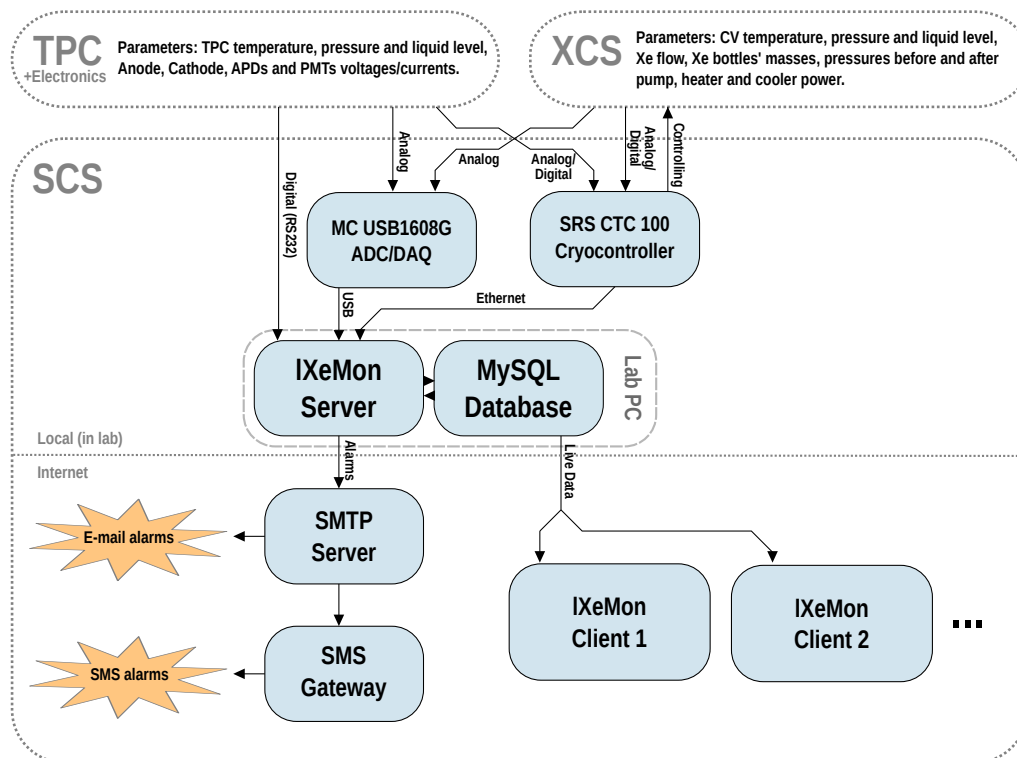 TPC
+Electronics
Parameters: TPC temperature, pressure and liquid level,
Anode, Cathode, APDs and PMTs voltages/currents.
XCS
Parameters: CV temperature, pressure and liquid level,
Xe flow, Xe bottles' masses, pressures before and after
pump, heater and cooler power.
SCS
Digital (RS232)
Analog
Analog
Analog/
Digital
Analog/
Digital
Controlling
MC USB1608G
ADC/DAQ
SRS CTC 100
Cryocontroller
USB
Ethernet
lXeMon
Server
MySQL
Database
Lab PC
Local (in lab)
Internet
Alarms
Live Data
SMTP
Server
E-mail alarms
SMS
Gateway
SMS alarms
lXeMon
Client 1
lXeMon
Client 2
...